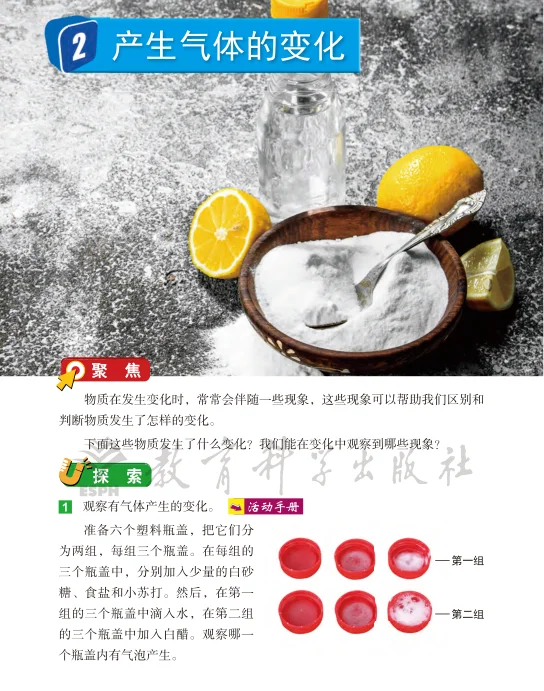 2 产生气体的变化
聚焦
物质在发生变化时，常常会伴随一些现象，这些现象可以帮助我们区别和
判断物质发生了怎样的变化。
下面这些物质发生了什么变化？我们能在变化中观察到哪些现象？
探索
ESPH 教育科学出版社
1 观察有气体产生的变化。 活动手册
准备六个塑料瓶盖，把它们分
为两组，每组三个瓶盖。在每组的
三个瓶盖中，分别加入少量的白砂
糖、食盐和小苏打。然后，在第一
组的三个瓶盖中滴入水，在第二组
的三个瓶盖中加入白醋。观察哪一
个瓶盖内有气泡产生。
第一组
第二组